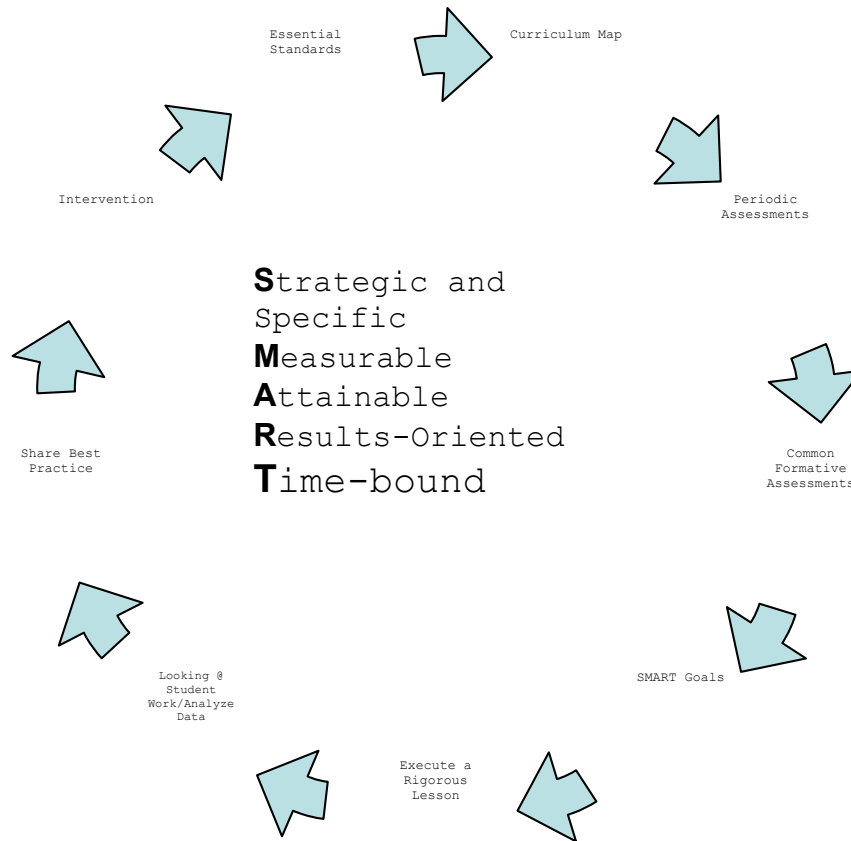 Essential
Standards
Curriculum Map
Periodic
Assessments
Common
Formative
Assessments
SMART Goals
Execute a
Rigorous
Lesson
Looking @
Student
Work/Analyze
Data
Share Best
Practice
Intervention
Strategic and
Specific
Measurable
Attainable
Results-Oriented
Time-bound